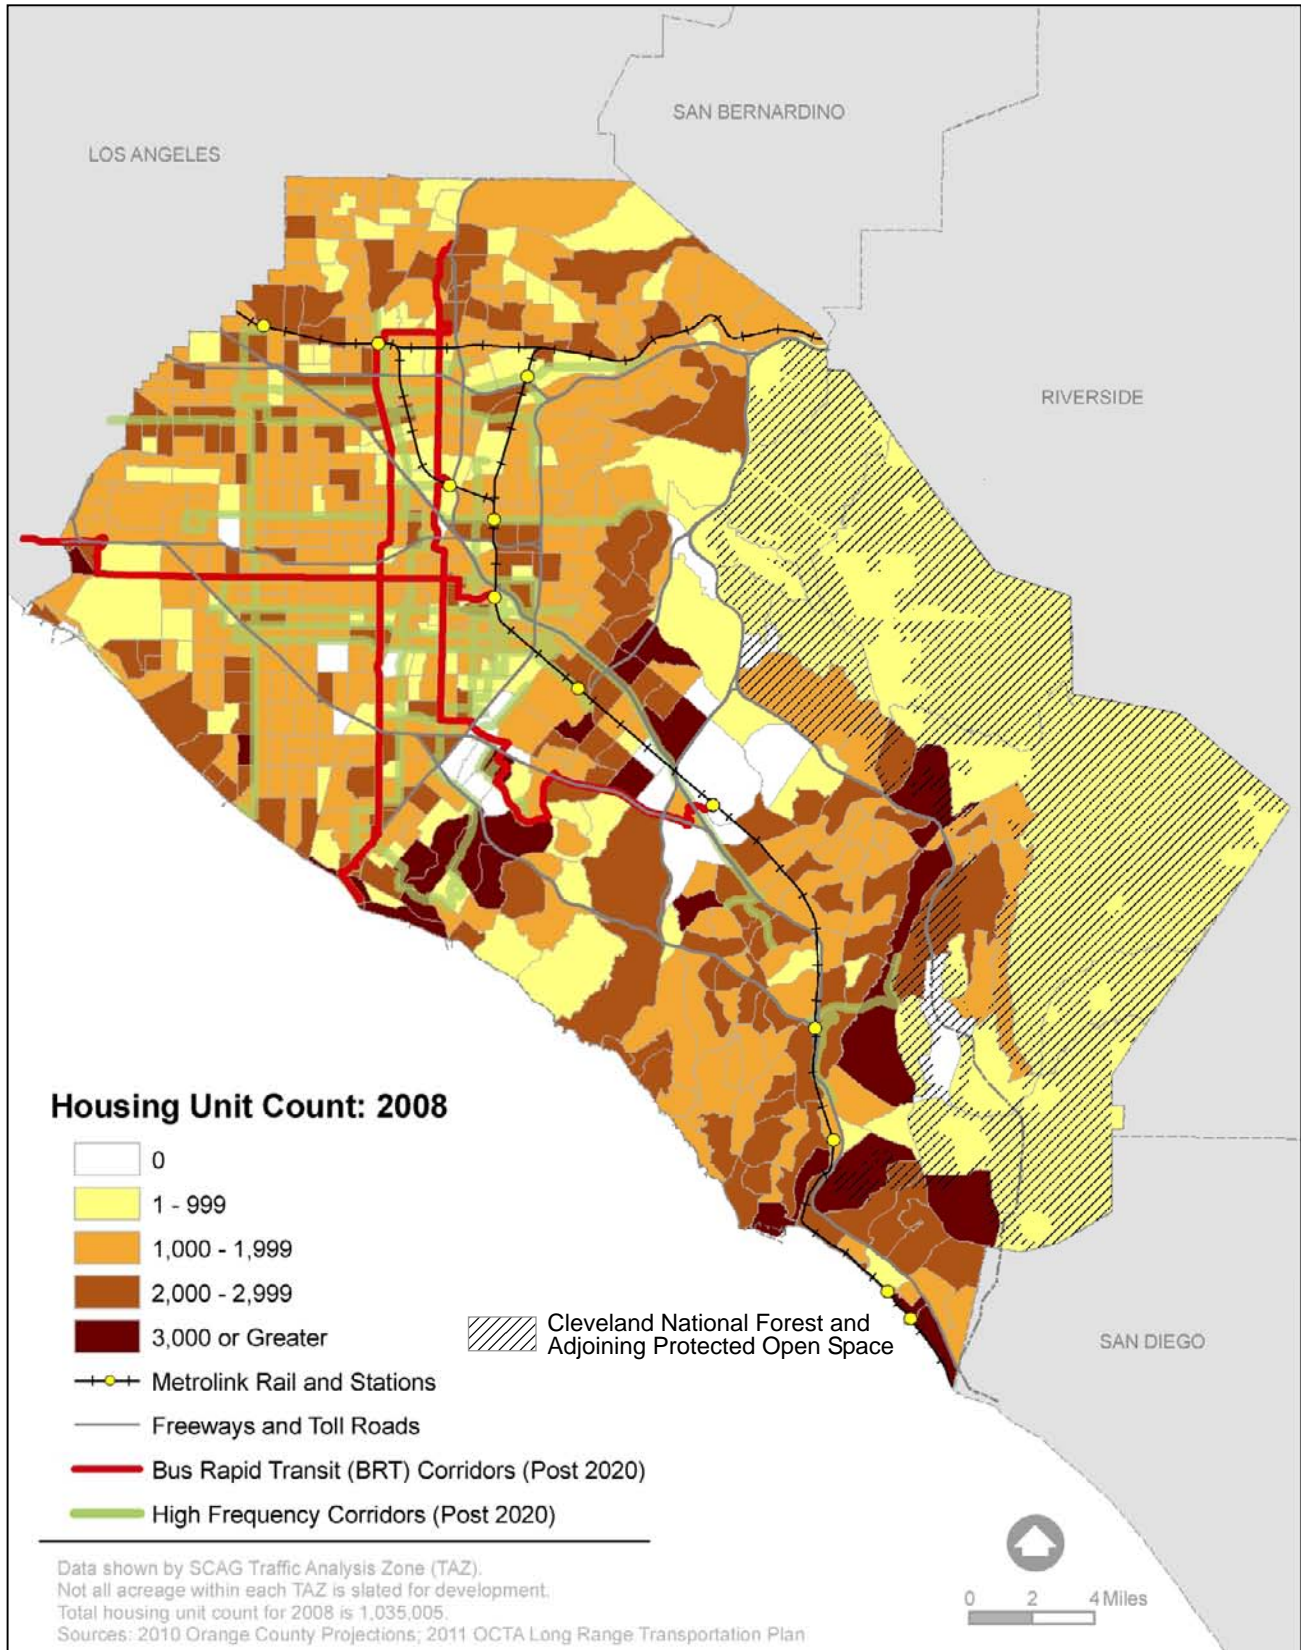 SAN BERNARDINO
LOS ANGELES
RIVERSIDE
Housing Unit Count: 2008
0
1 - 999
1,000 - 1,999
2,000 - 2,999
3,000 or Greater
Cleveland National Forest and
Adjoining Protected Open Space
SAN DIEGO
Metrolink Rail and Stations
Freeways and Toll Roads
Bus Rapid Transit (BRT) Corridors (Post 2020)
High Frequency Corridors (Post 2020)
Data shown by SCAG Traffic Analysis Zone (TAZ).
Not all acreage within each TAZ is slated for development.
Total housing unit count for 2008 is 1,035,005.
Sources: 2010 Orange County Projections; 2011 OCTA Long Range Transportation Plan
0 2 4 Miles